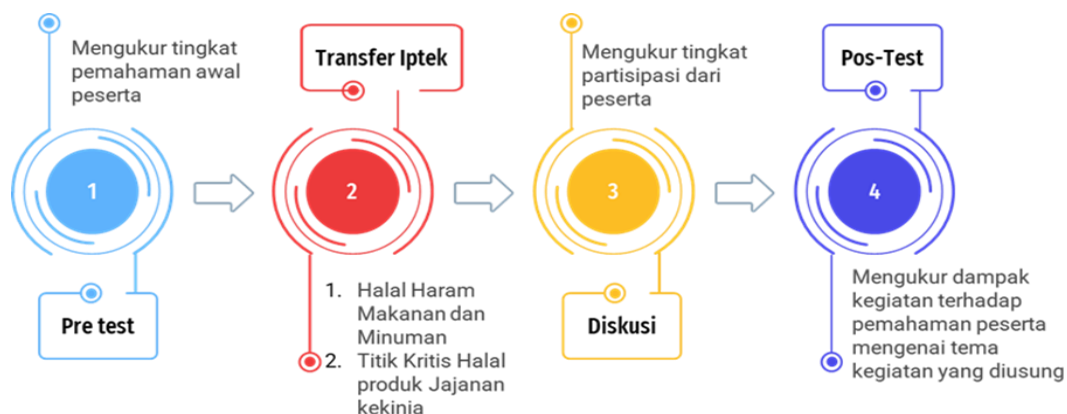 Mengukur tingkat
pemahaman awal
peserta
1
Pre test
Transfer Iptek
2
1. Halal Haram
Makanan dan
Minuman
2. Titik Kritis Halal
produk Jajanan
kekinia
Mengukur tingkat
partisipasi dari
peserta
3
Diskusi
Pos-Test
4
Mengukur dampak
kegiatan terhadap
pemahaman peserta
mengenai tema
kegiatan yang diusung